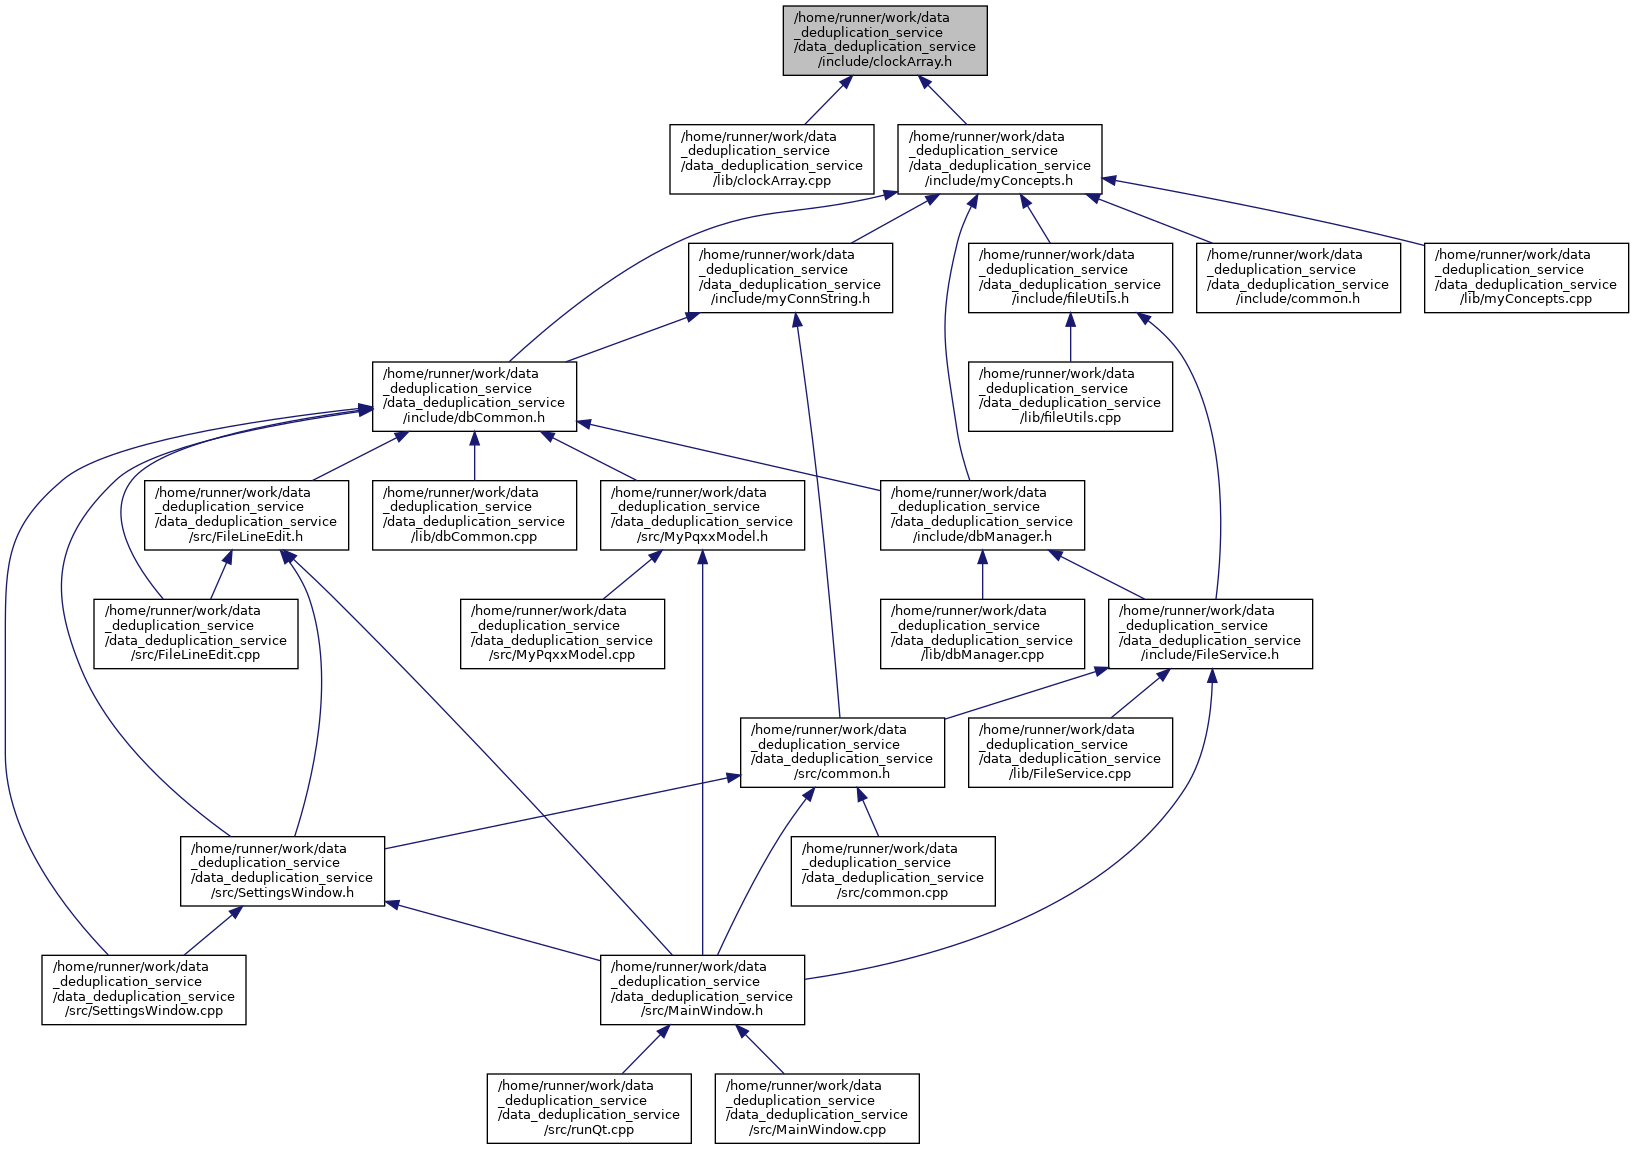 /home/runner/work/data
_deduplication_service
/data_deduplication_service
/include/clockArray.h
/home/runner/work/data
_deduplication_service
/data_deduplication_service
/lib/clockArray.cpp
/home/runner/work/data
_deduplication_service
/data_deduplication_service
/include/myConcepts.h
/home/runner/work/data
_deduplication_service
/data_deduplication_service
/include/myConnString.h
/home/runner/work/data
_deduplication_service
/data_deduplication_service
/include/fileUtils.h
/home/runner/work/data
_deduplication_service
/data_deduplication_service
/include/common.h
/home/runner/work/data
_deduplication_service
/data_deduplication_service
/lib/myConcepts.cpp
/home/runner/work/data
_deduplication_service
/data_deduplication_service
/include/dbCommon.h
/home/runner/work/data
_deduplication_service
/data_deduplication_service
/lib/fileUtils.cpp
/home/runner/work/data
_deduplication_service
/data_deduplication_service
/src/FileLineEdit.h
/home/runner/work/data
_deduplication_service
/data_deduplication_service
/lib/dbCommon.cpp
/home/runner/work/data
_deduplication_service
/data_deduplication_service
/src/MyPqxxModel.h
/home/runner/work/data
_deduplication_service
/data_deduplication_service
/include/dbManager.h
/home/runner/work/data
_deduplication_service
/data_deduplication_service
/src/FileLineEdit.cpp
/home/runner/work/data
_deduplication_service
/data_deduplication_service
/src/MyPqxxModel.cpp
/home/runner/work/data
_deduplication_service
/data_deduplication_service
/lib/dbManager.cpp
/home/runner/work/data
_deduplication_service
/data_deduplication_service
/include/FileService.h
/home/runner/work/data
_deduplication_service
/data_deduplication_service
/src/common.h
/home/runner/work/data
_deduplication_service
/data_deduplication_service
/lib/FileService.cpp
/home/runner/work/data
_deduplication_service
/data_deduplication_service
/src/SettingsWindow.h
/home/runner/work/data
_deduplication_service
/data_deduplication_service
/src/common.cpp
/home/runner/work/data
_deduplication_service
/data_deduplication_service
/src/SettingsWindow.cpp
/home/runner/work/data
_deduplication_service
/data_deduplication_service
/src/MainWindow.h
/home/runner/work/data
_deduplication_service
/data_deduplication_service
/src/runQt.cpp
/home/runner/work/data
_deduplication_service
/data_deduplication_service
/src/MainWindow.cpp